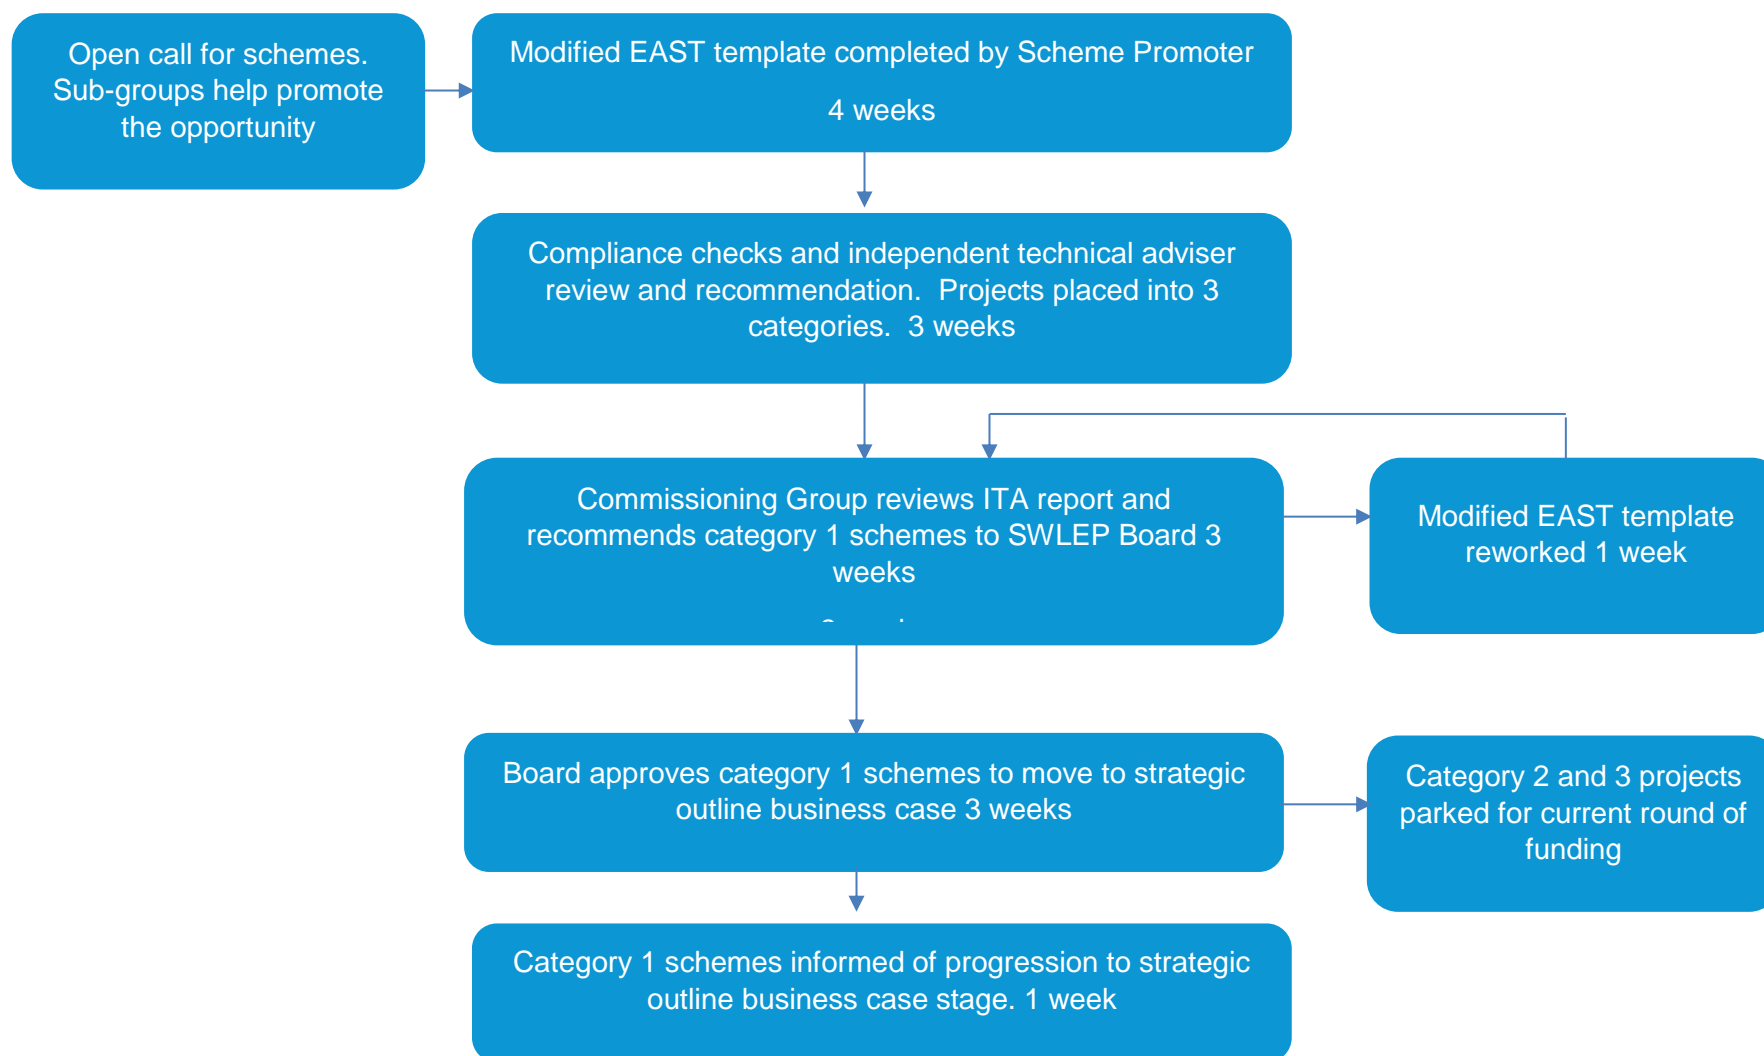 Open call for schemes.
Sub-groups help promote
the opportunity
Modified EAST template completed by Scheme Promoter
4 weeks
Compliance checks and independent technical adviser
review and recommendation.  Projects placed into 3
categories.  3 weeks
Commissioning Group reviews ITA report and
recommends category 1 schemes to SWLEP Board 3
weeks
Modified EAST template
reworked 1 week
Board approves category 1 schemes to move to strategic
outline business case 3 weeks
Category 2 and 3 projects
parked for current round of
funding
Category 1 schemes informed of progression to strategic
outline business case stage. 1 week